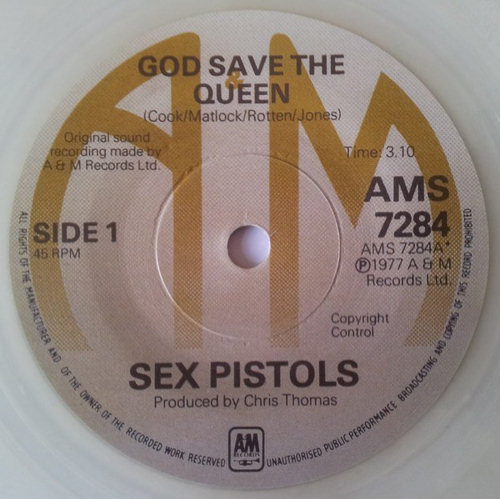 GOD SAVE THE
&
QUEEN
(Cook/Matlock/Rotten/Jones)
Original sound
recording made by
A & M Records Ltd.
Time: 3.10
AMS
7284
SIDE 1
45 RPM
AMS 7284A*
Ⓟ1977 A & M
Records Ltd.
Copyright
Control
SEX PISTOLS
Produced by Chris Thomas
ALL RIGHTS OF THE MANUFACTURER AND OF THE OWNER OF THE RECORDED WORK RESERVED
UNAUTHORISED PUBLIC PERFORMANCE BROADCASTING AND COPYING OF THIS RECORD PROHIBITED
A&M
RECORDS